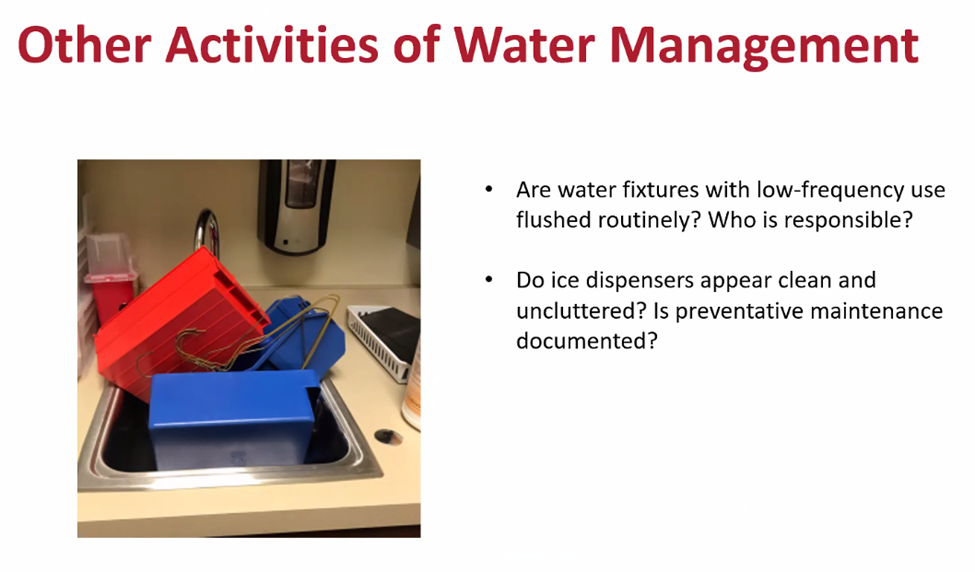 Other Activities of Water Management
• Are water fixtures with low-frequency use
flushed routinely? Who is responsible?
• Do ice dispensers appear clean and
uncluttered? Is preventative maintenance
documented?